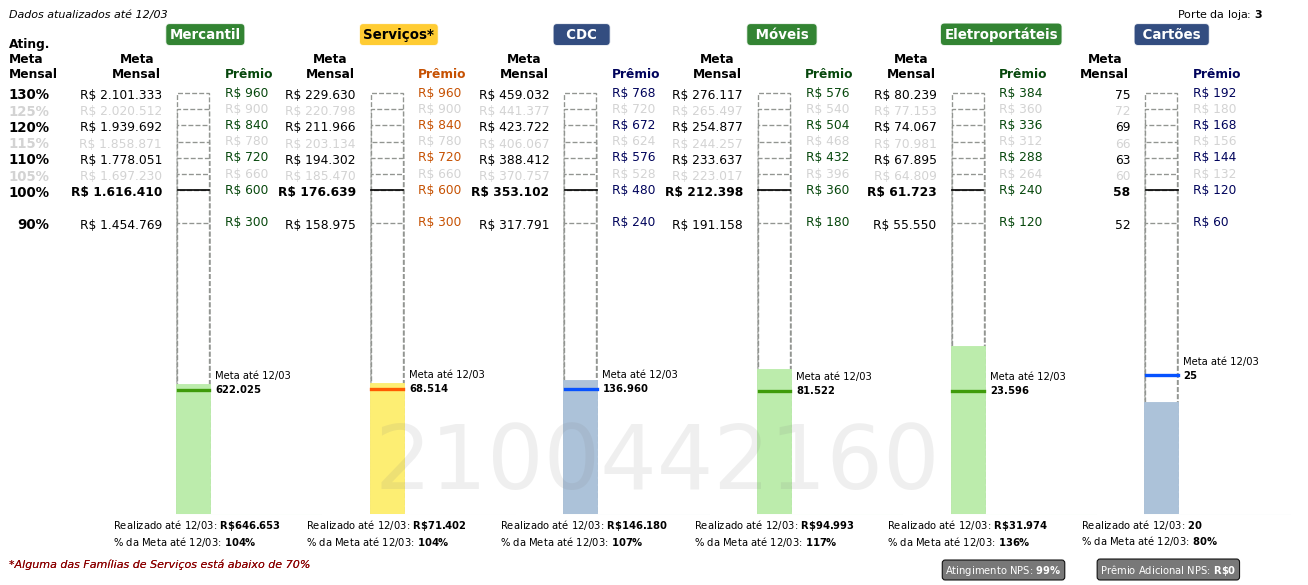 Dados atualizados até 12/03
Porte da loja: 3
Mercantil
Serviços*
CDC
Móveis
Eletroportáteis
Cartões
Ating. Meta Mensal
Meta Mensal Prêmio Meta Mensal Prêmio Meta Mensal Prêmio Meta Mensal Prêmio Meta Mensal Prêmio Meta Mensal Prêmio
130% R$ 2.101.333 R$ 960 R$ 229.630 R$ 960 R$ 459.032 R$ 768 R$ 276.117 R$ 576 R$ 80.239 R$ 384 75 R$ 192
125% R$ 2.020.512 R$ 900 R$ 220.798 R$ 900 R$ 441.377 R$ 720 R$ 265.497 R$ 540 R$ 77.153 R$ 360 72 R$ 180
120% R$ 1.939.692 R$ 840 R$ 211.966 R$ 840 R$ 423.722 R$ 672 R$ 254.877 R$ 504 R$ 74.067 R$ 336 69 R$ 168
115% R$ 1.858.871 R$ 780 R$ 203.134 R$ 780 R$ 406.067 R$ 624 R$ 244.257 R$ 468 R$ 70.981 R$ 312 66 R$ 156
110% R$ 1.778.051 R$ 720 R$ 194.302 R$ 720 R$ 388.412 R$ 576 R$ 233.637 R$ 432 R$ 67.895 R$ 288 63 R$ 144
105% R$ 1.697.230 R$ 660 R$ 185.470 R$ 660 R$ 370.757 R$ 528 R$ 223.017 R$ 396 R$ 64.809 R$ 264 60 R$ 132
100% R$ 1.616.410 R$ 600 R$ 176.639 R$ 600 R$ 353.102 R$ 480 R$ 212.398 R$ 360 R$ 61.723 R$ 240 58 R$ 120
90% R$ 1.454.769 R$ 300 R$ 158.975 R$ 300 R$ 317.791 R$ 240 R$ 191.158 R$ 180 R$ 55.550 R$ 120 52 R$ 60
Meta até 12/03
622.025
Meta até 12/03
68.514
Meta até 12/03
136.960
Meta até 12/03
81.522
Meta até 12/03
23.596
Meta até 12/03
25
2100442160
Realizado até 12/03: R$646.653
% da Meta até 12/03: 104%
Realizado até 12/03: R$71.402
% da Meta até 12/03: 104%
Realizado até 12/03: R$146.180
% da Meta até 12/03: 107%
Realizado até 12/03: R$94.993
% da Meta até 12/03: 117%
Realizado até 12/03: R$31.974
% da Meta até 12/03: 136%
Realizado até 12/03: 20
% da Meta até 12/03: 80%
*Alguma das Famílias de Serviços está abaixo de 70%
Atingimento NPS: 99%
Prêmio Adicional NPS: R$0